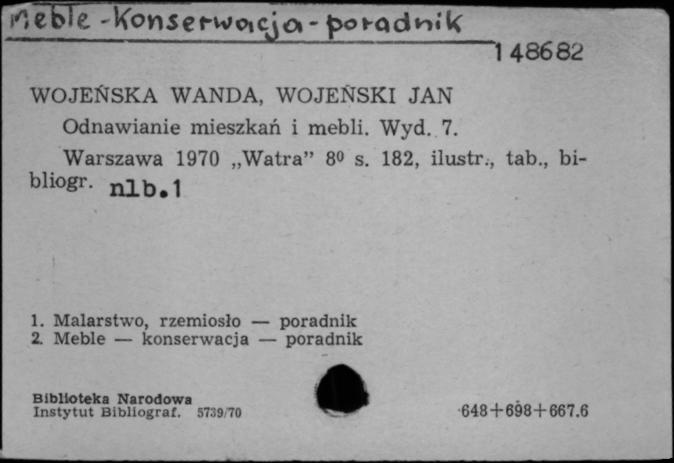 Meble - Konserwacja - poradnik
148682
WOJEŃSKA WANDA, WOJEŃSKI JAN
Odnawianie mieszkań i mebli. Wyd. 7.
Warszawa 1970 „Watra” 8⁰ s. 182, ilustr., tab., bi-
bliogr. nlb.1
1. Malarstwo, rzemiosło — poradnik
2. Meble — konserwacja — poradnik
Biblioteka Narodowa
Instytut Bibliograf. 5739/70
648+698+667.6